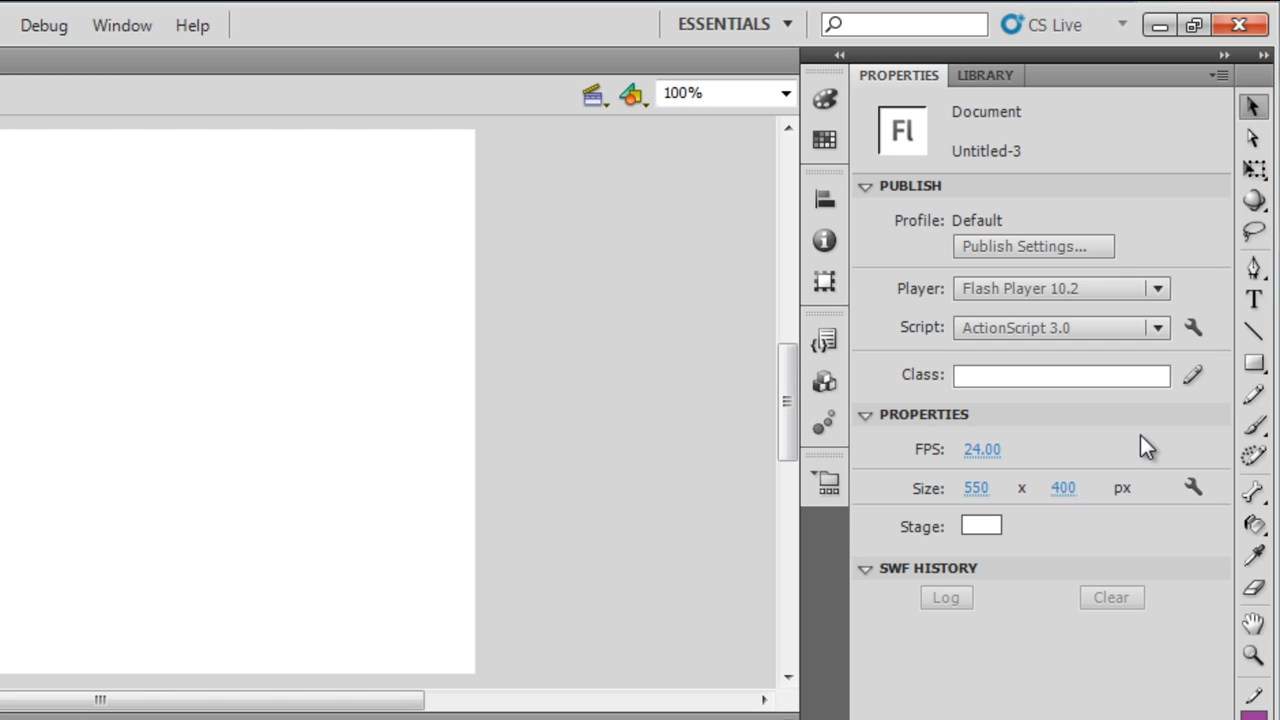 Debug Window Help ESSENTIALS CS Live
100%
PROPERTIES LIBRARY
Fl
Document
Untitled-3
PUBLISH
Profile: Default
Publish Settings...
Player: Flash Player 10.2
Script: ActionScript 3.0
Class:
PROPERTIES
FPS: 24.00
Size: 550 x 400 px
Stage:
SWF HISTORY
Log Clear